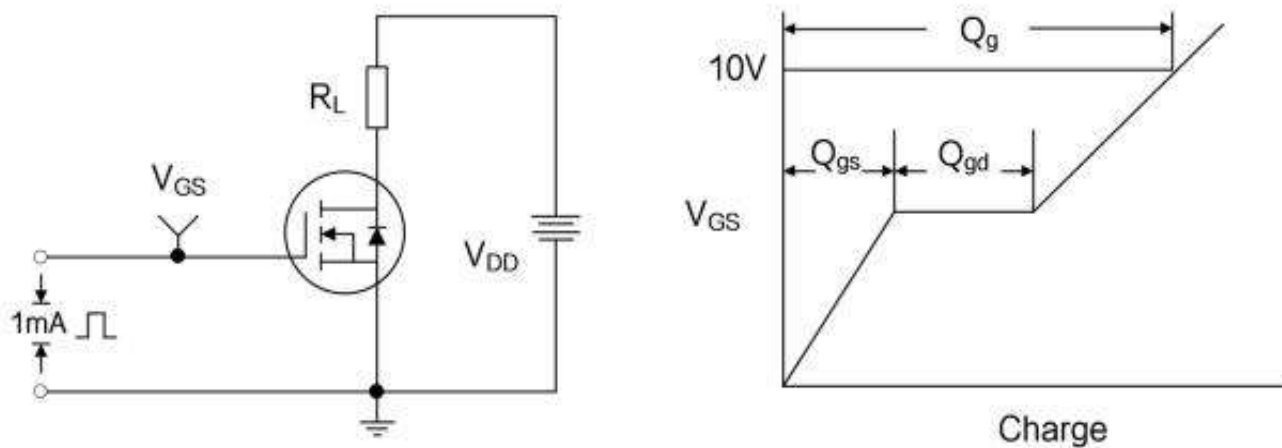 R_L
V_GS
V_DD
1mA
Q_g
10V
Q_gs
Q_gd
V_GS
Charge